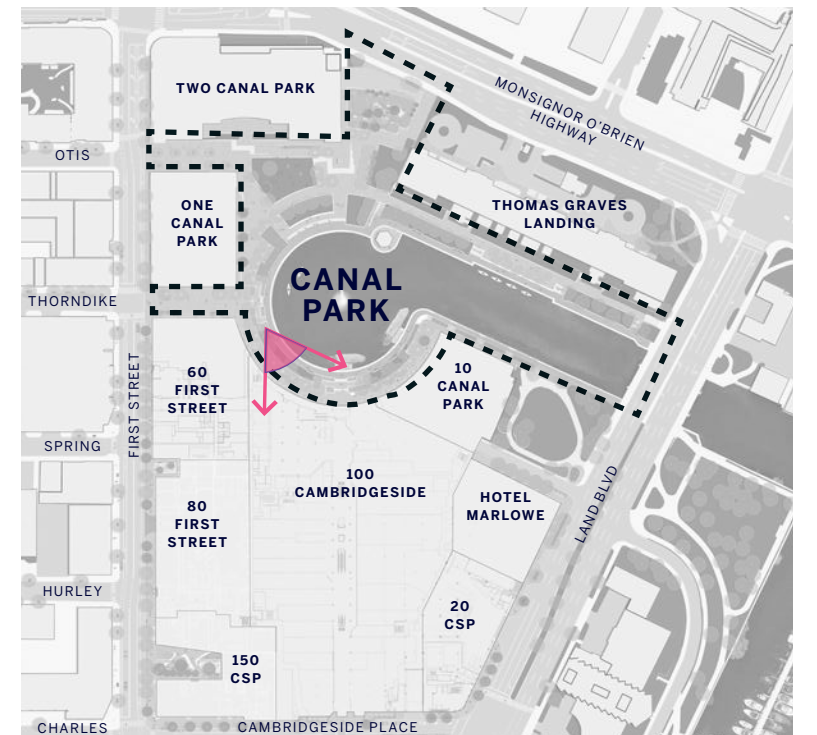 TWO CANAL PARK
MONSIGNOR O'BRIEN
HIGHWAY
OTIS
ONE
CANAL
PARK
THOMAS GRAVES
LANDING
CANAL
PARK
THORNDIKE
FIRST STREET
60
FIRST
STREET
10
CANAL
PARK
SPRING
100
CAMBRIDGESIDE
HOTEL
MARLOWE
LAND BLVD
80
FIRST
STREET
HURLEY
20
CSP
150
CSP
CHARLES
CAMBRIDGESIDE PLACE